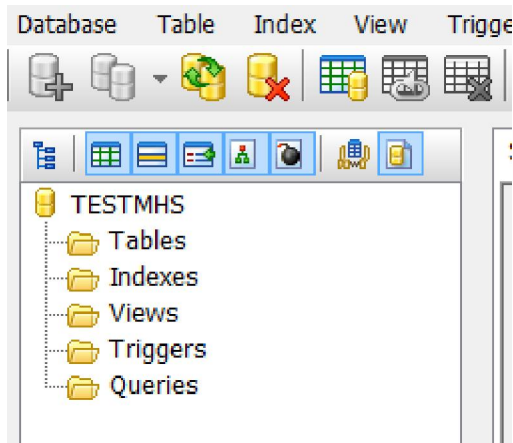 Database Table Index View Trigge
TESTMHS
Tables
Indexes
Views
Triggers
Queries